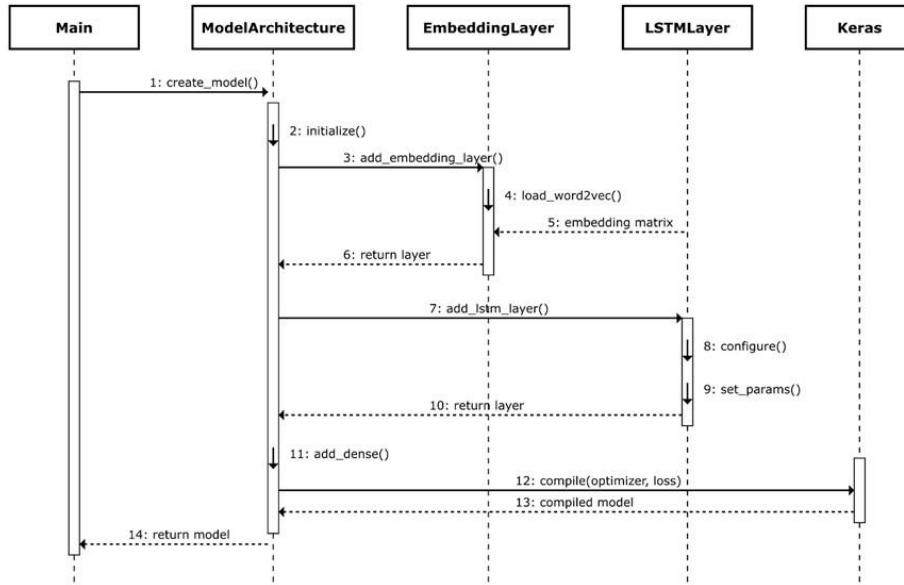 Main
ModelArchitecture
EmbeddingLayer
LSTMLayer
Keras
1: create_model()
2: initialize()
3: add_embedding_layer()
4: load_word2vec()
5: embedding matrix
6: return layer
7: add_lstm_layer()
8: configure()
9: set_params()
10: return layer
11: add_dense()
12: compile(optimizer, loss)
13: compiled model
14: return model